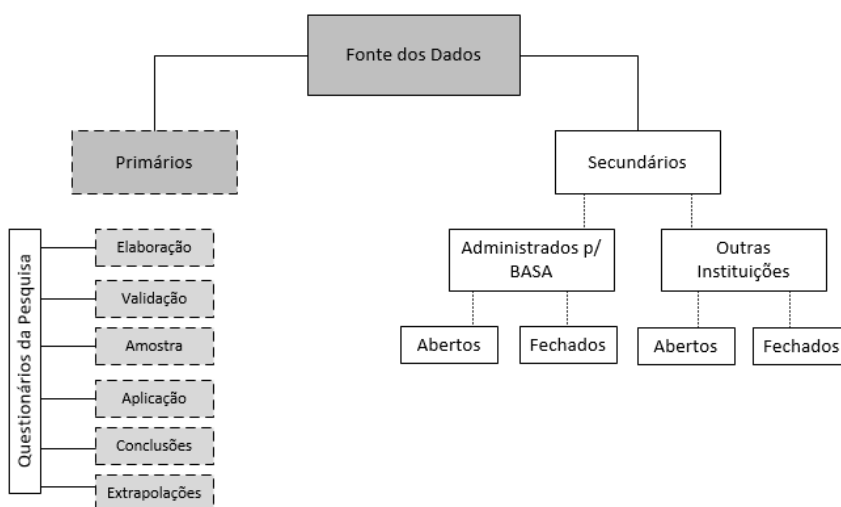 Fonte dos Dados
Primários
Secundários
Questionários da Pesquisa
Elaboração
Validação
Amostra
Aplicação
Conclusões
Extrapolações
Administrados p/
BASA
Outras
Instituições
Abertos
Fechados
Abertos
Fechados